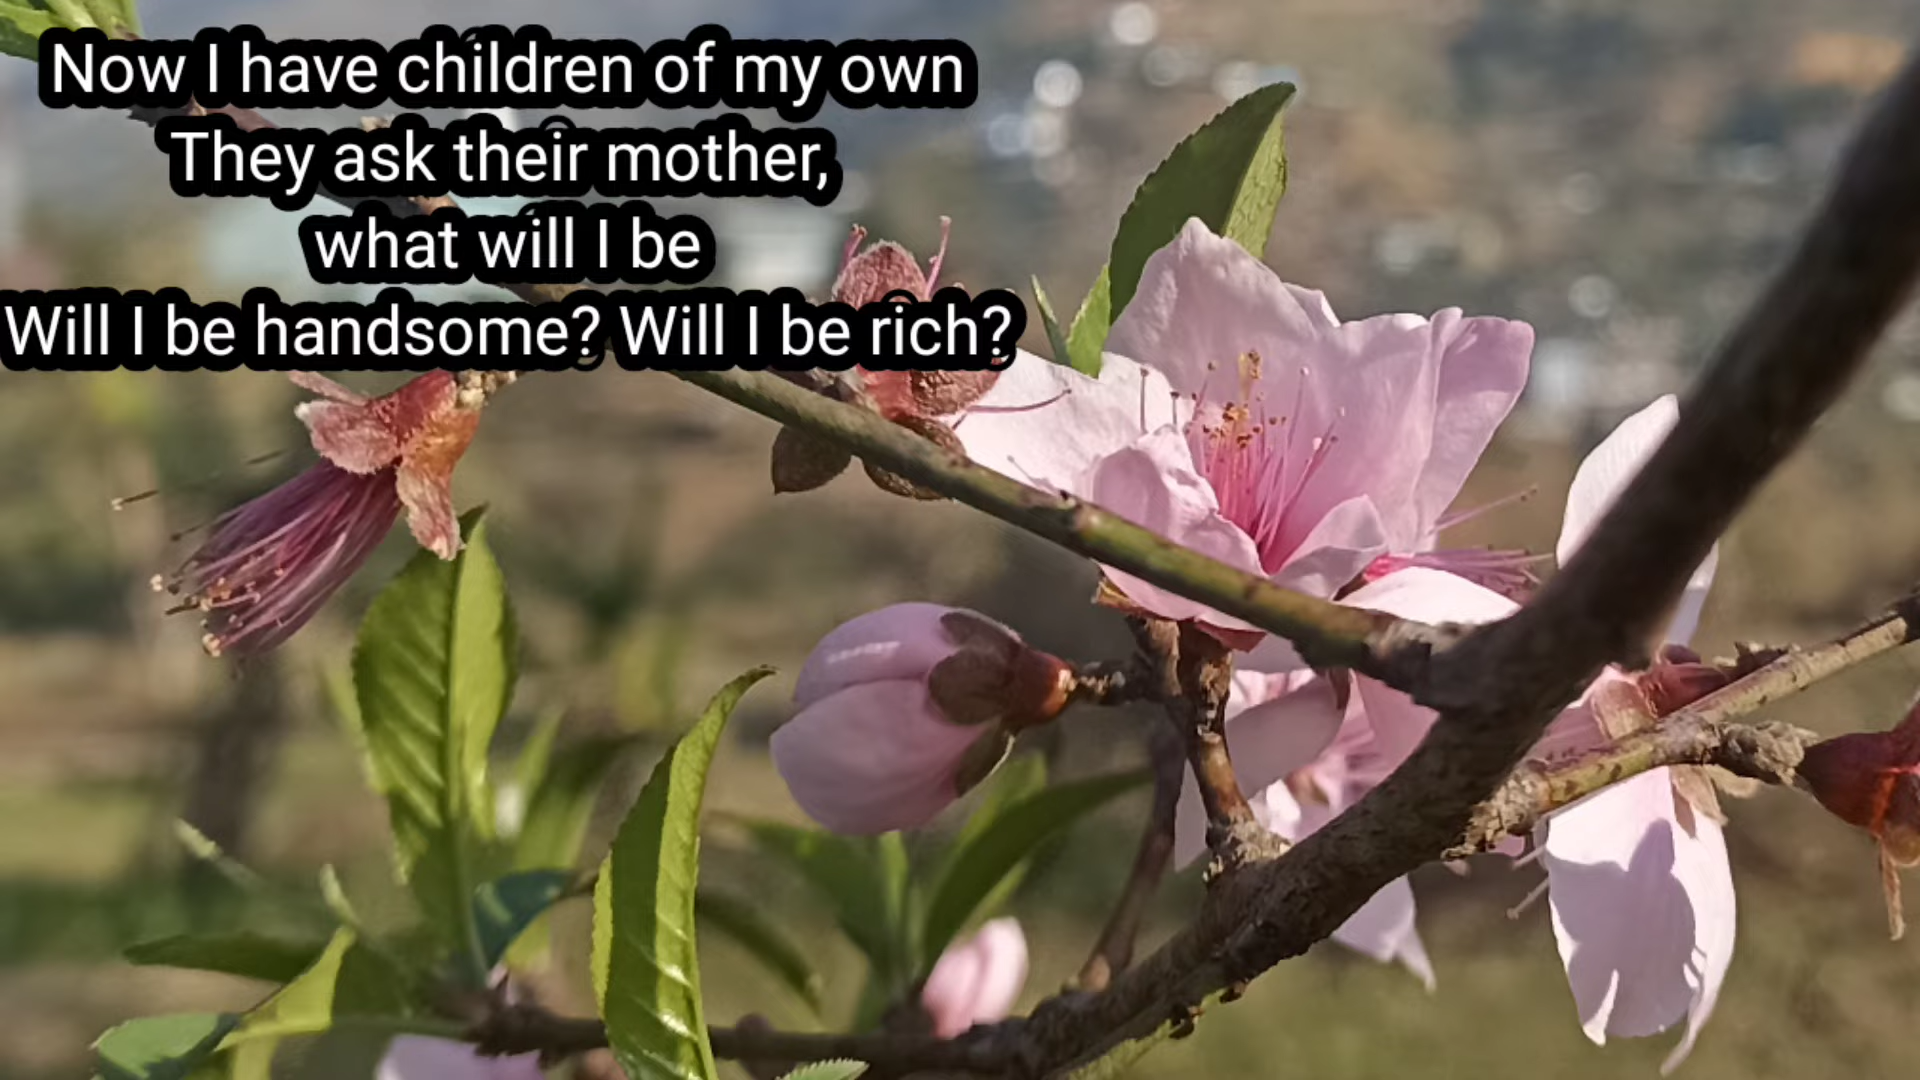 Now I have children of my own
They ask their mother,
what will I be
Will I be handsome? Will I be rich?